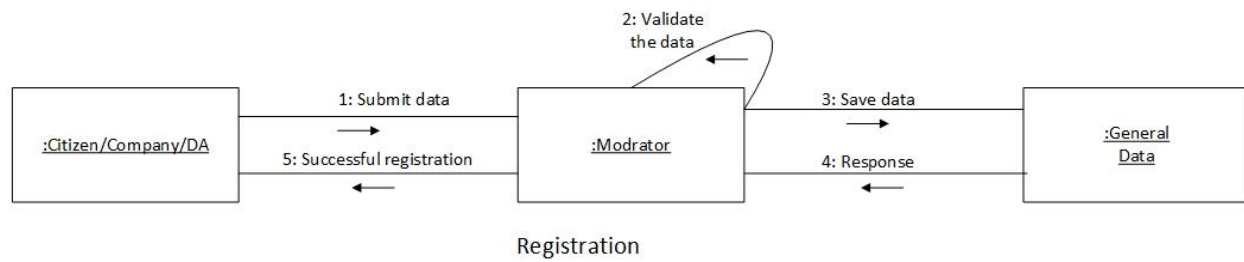 2: Validate
the data
1: Submit data
3: Save data
:Citizen/Company/DA
:Modrator
:General
Data
5: Successful registration
4: Response
Registration